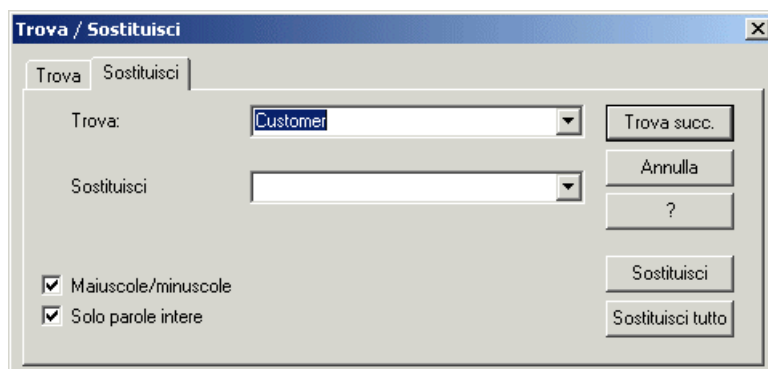 Trova / Sostituisci
Trova
Sostituisci
Trova:
Customer
Trova succ.
Annulla
Sostituisci
?
Maiuscole/minuscole
Sostituisci
Solo parole intere
Sostituisci tutto